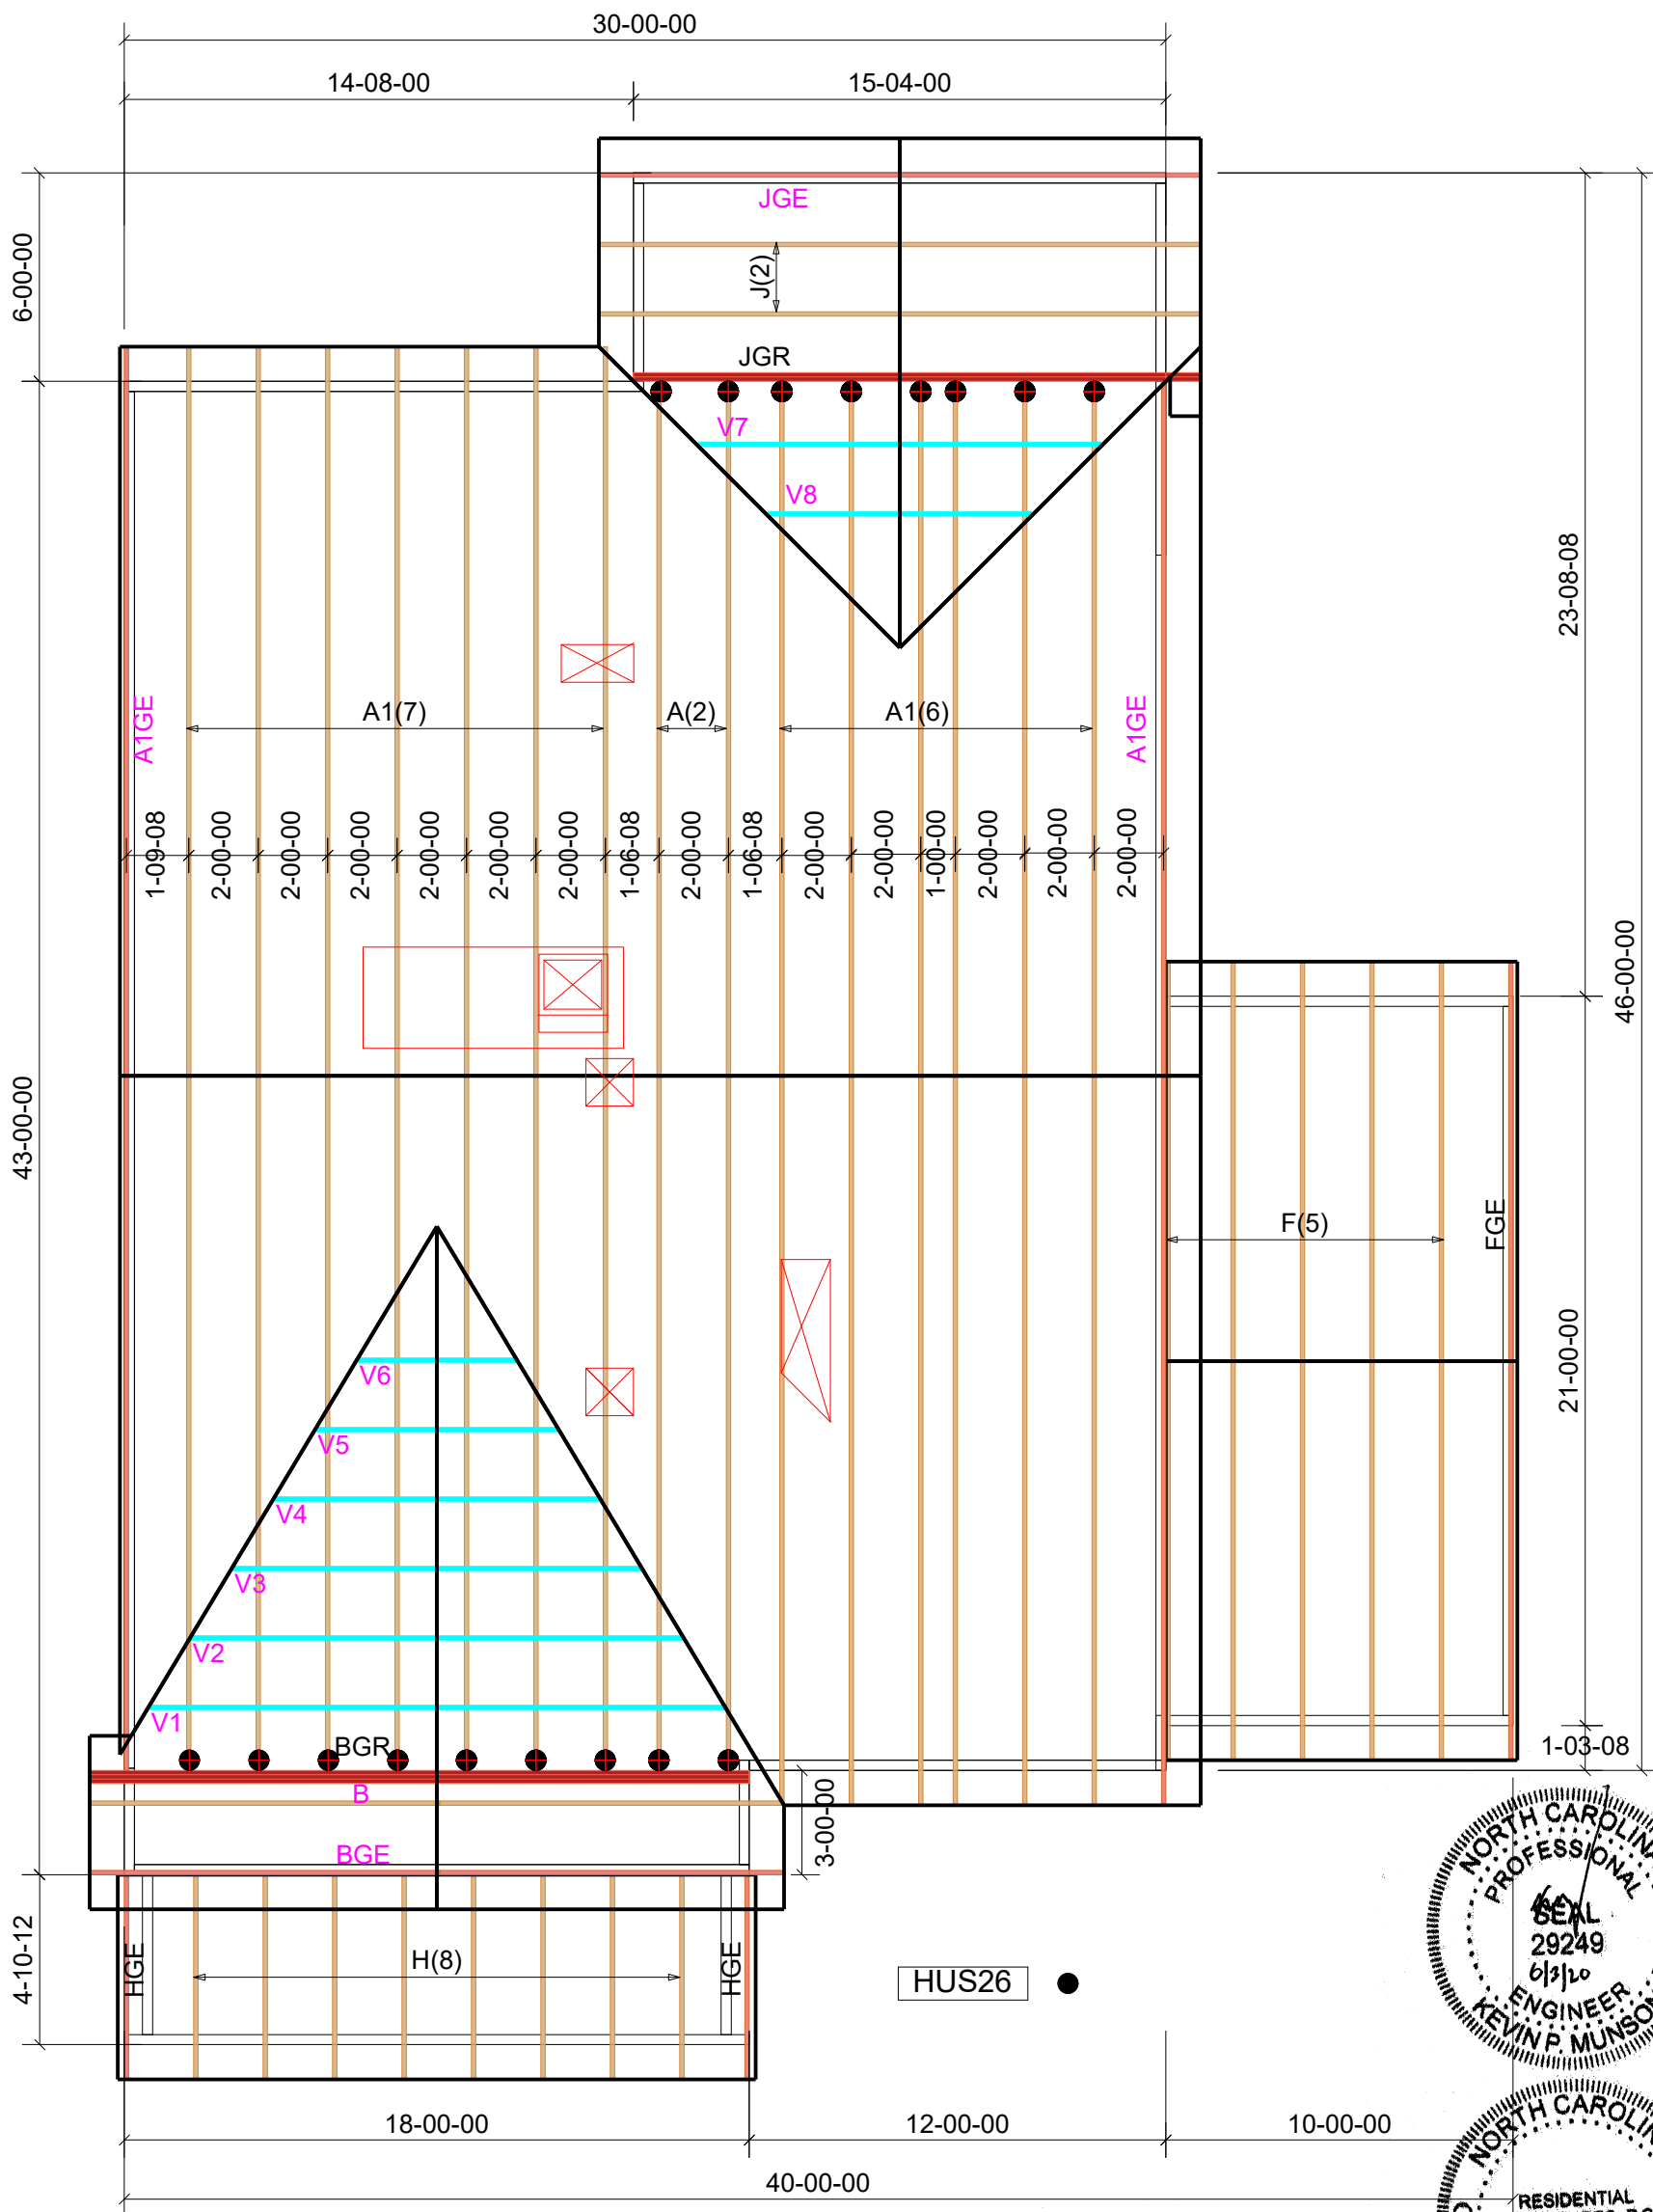 30-00-00
14-08-00
15-04-00
JGE
6-00-00
J(2)
JGR
V7
V8
23-08-08
A1GE
A1(7)
A(2)
A1(6)
A1GE
1-09-08
2-00-00
2-00-00
2-00-00
2-00-00
2-00-00
2-00-00
1-06-08
2-00-00
1-06-08
2-00-00
2-00-00
1-00-00
2-00-00
2-00-00
2-00-00
46-00-00
43-00-00
F(5)
FGE
21-00-00
V6
V5
V4
V3
V2
V1
BGR
1-03-08
B
3-00-00
BGE
4-10-12
HGE
H(8)
HGE
HUS26
NORTH CAROLINA
PROFESSIONAL
SEAL
29249
6/3/20
ENGINEER
KEVIN P. MUNSON
18-00-00
12-00-00
10-00-00
40-00-00
NORTH CAROLIN
RESIDENTIAL